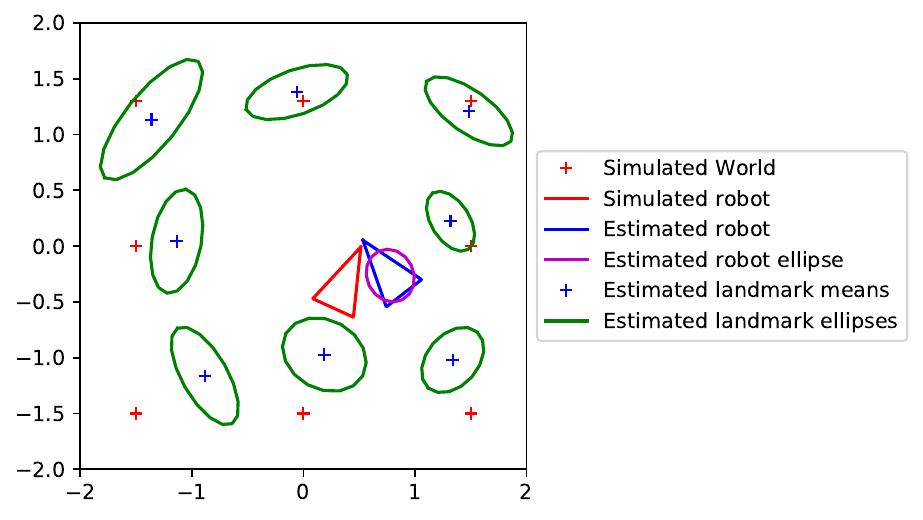 2.0
1.5
1.0
0.5
0.0
−0.5
−1.0
−1.5
−2.0
−2 −1 0 1 2
Simulated World
Simulated robot
Estimated robot
Estimated robot ellipse
Estimated landmark means
Estimated landmark ellipses